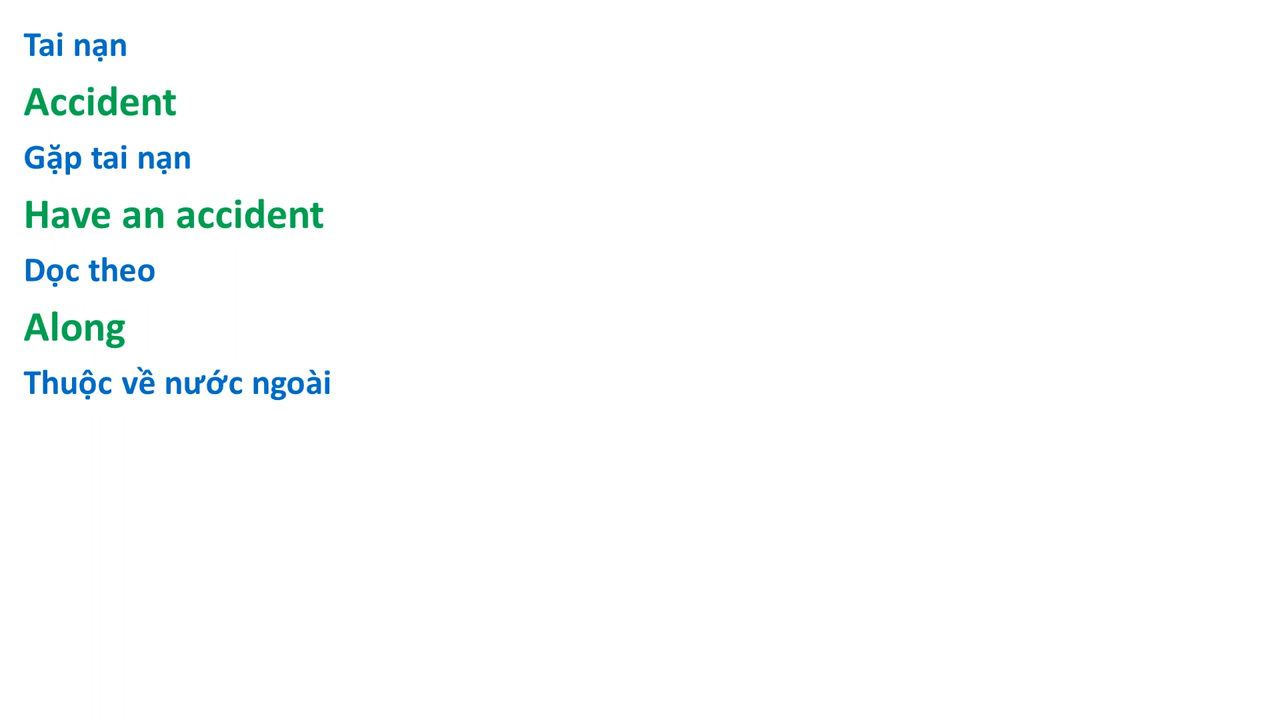 Tai nạn
Accident
Gặp tai nạn
Have an accident
Dọc theo
Along
Thuộc về nước ngoài